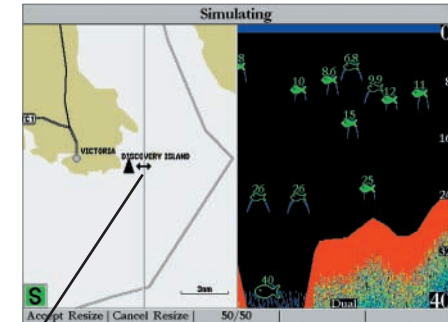 Simulating
0
8
10
8.6
6.8
9.9
12
11
15
VICTORIA
DISCOVERY ISLAND
25
26
26
3nm
40
S
Dual
40
Accept Resize | Cancel Resize | 50/50